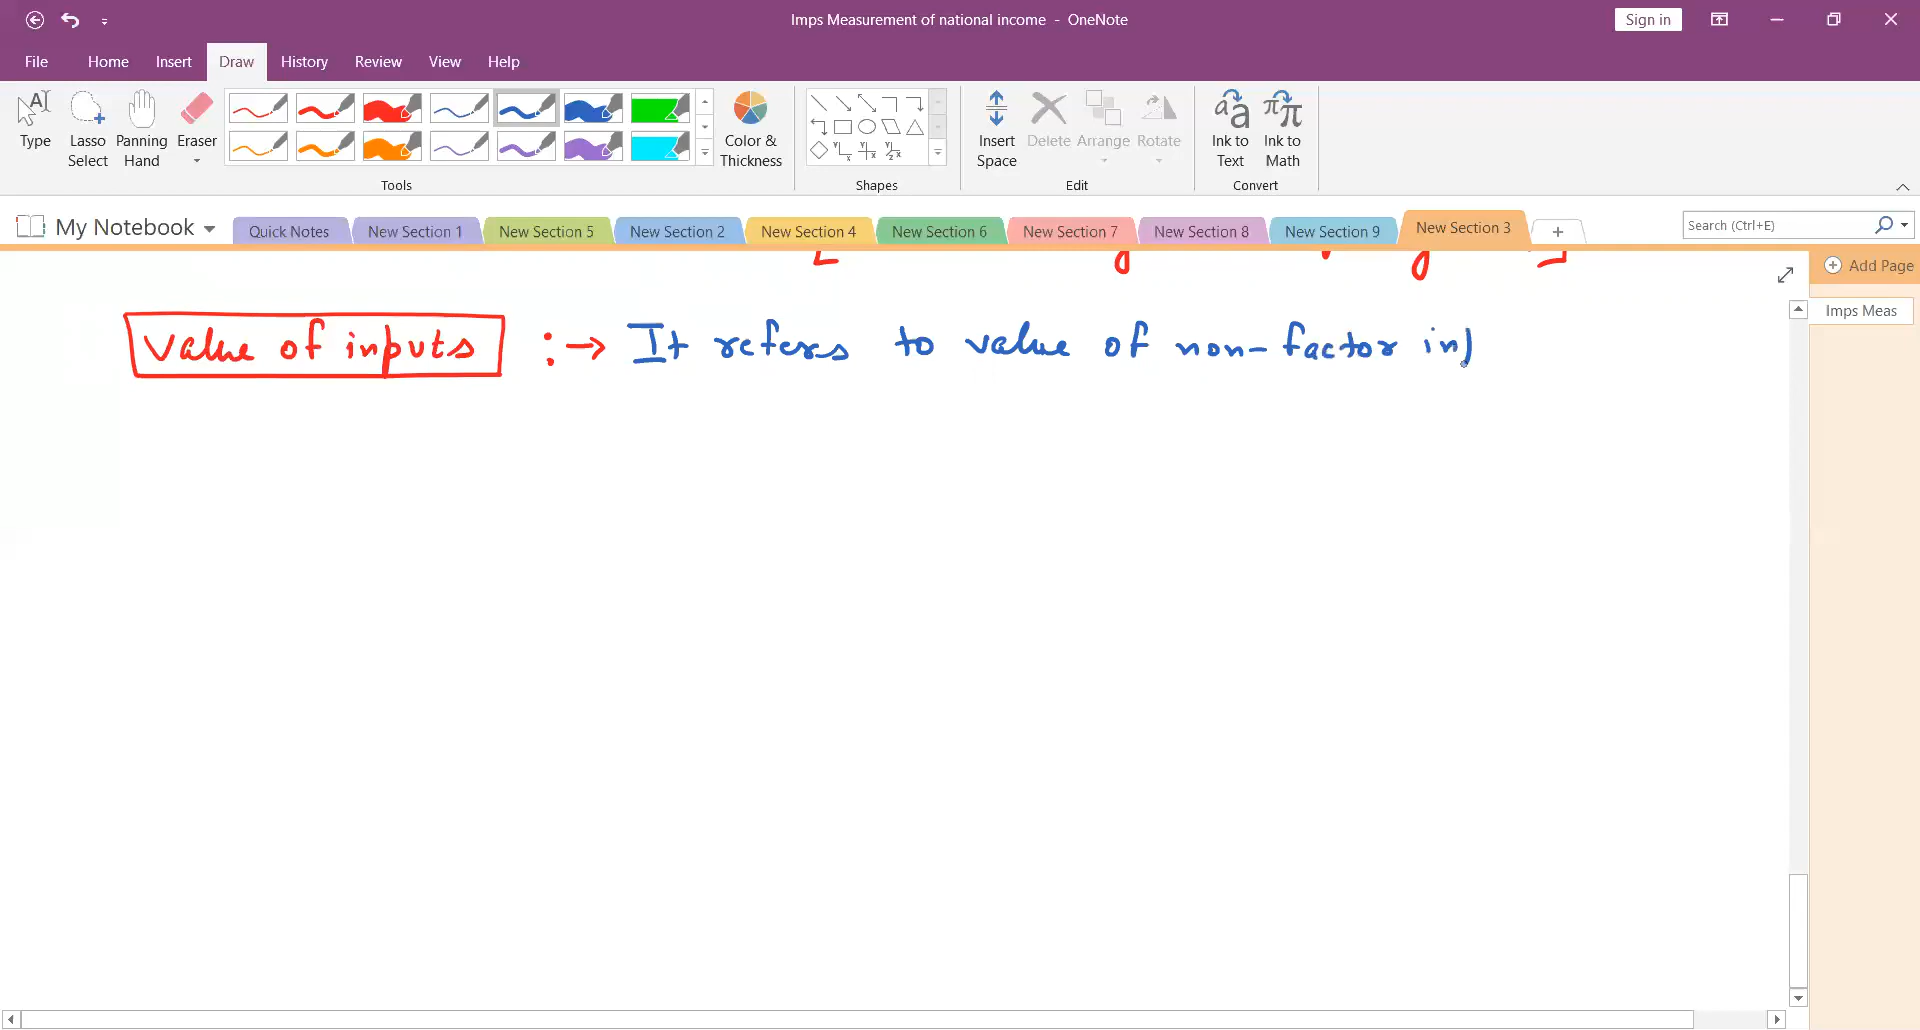 Imps Measurement of national income - OneNote
Sign in
File Home Insert Draw History Review View Help
Type
Lasso Select
Panning Hand
Eraser
Color & Thickness
Insert Space
Delete
Arrange
Rotate
Ink to Text
Ink to Math
Tools
Shapes
Edit
Convert
My Notebook
Quick Notes
New Section 1
New Section 5
New Section 2
New Section 4
New Section 6
New Section 7
New Section 8
New Section 9
New Section 3
Search (Ctrl+E)
Add Page
Imps Meas
Value of inputs :→ It refers to value of non-factor